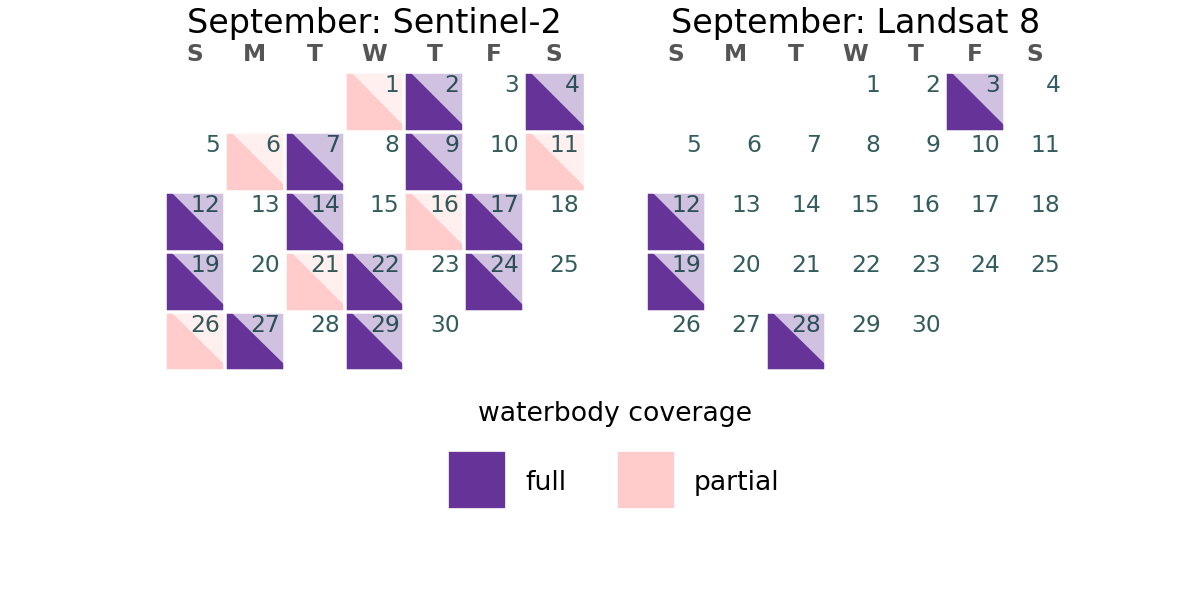 September: Sentinel-2
S M T W T F S
1 2 3 4
5 6 7 8 9 10 11
12 13 14 15 16 17 18
19 20 21 22 23 24 25
26 27 28 29 30
September: Landsat 8
S M T W T F S
1 2 3 4
5 6 7 8 9 10 11
12 13 14 15 16 17 18
19 20 21 22 23 24 25
26 27 28 29 30
waterbody coverage
full partial